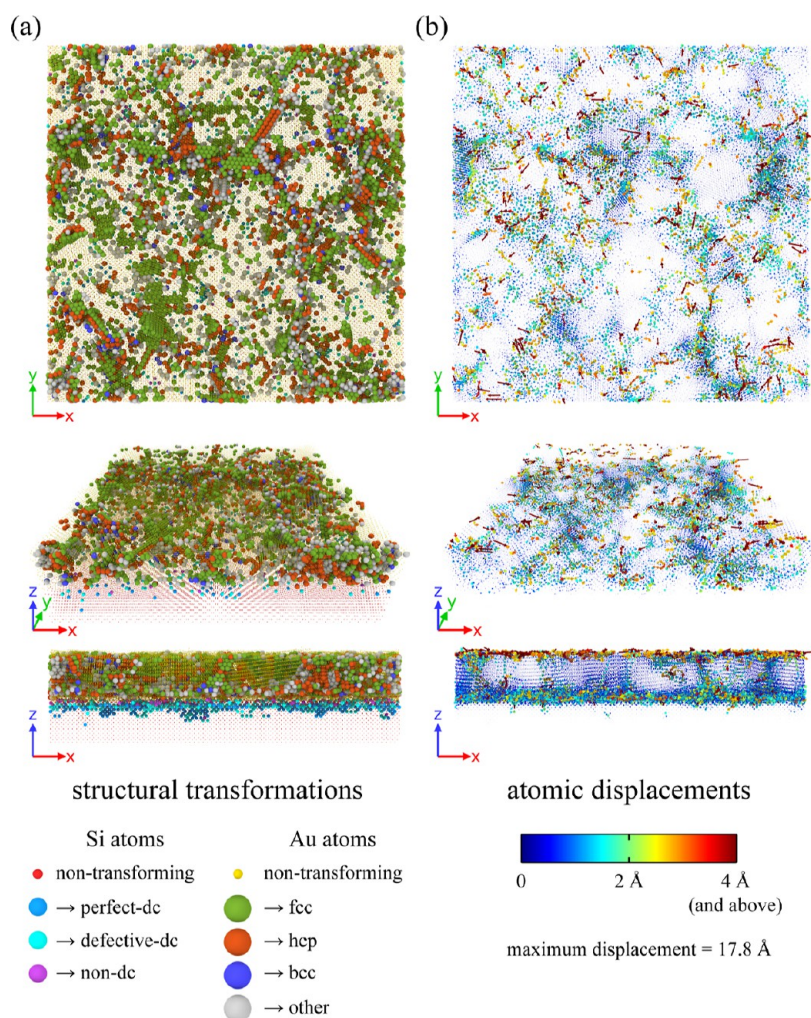 (a)
(b)
y
x
y
x
z
y
x
z
y
x
z
x
z
x
structural transformations
atomic displacements
Si atoms
Au atoms
non-transforming
non-transforming
→ perfect-dc
→ fcc
→ defective-dc
→ hcp
→ non-dc
→ bcc
→ other
0
2 Å
4 Å
(and above)
maximum displacement = 17.8 Å